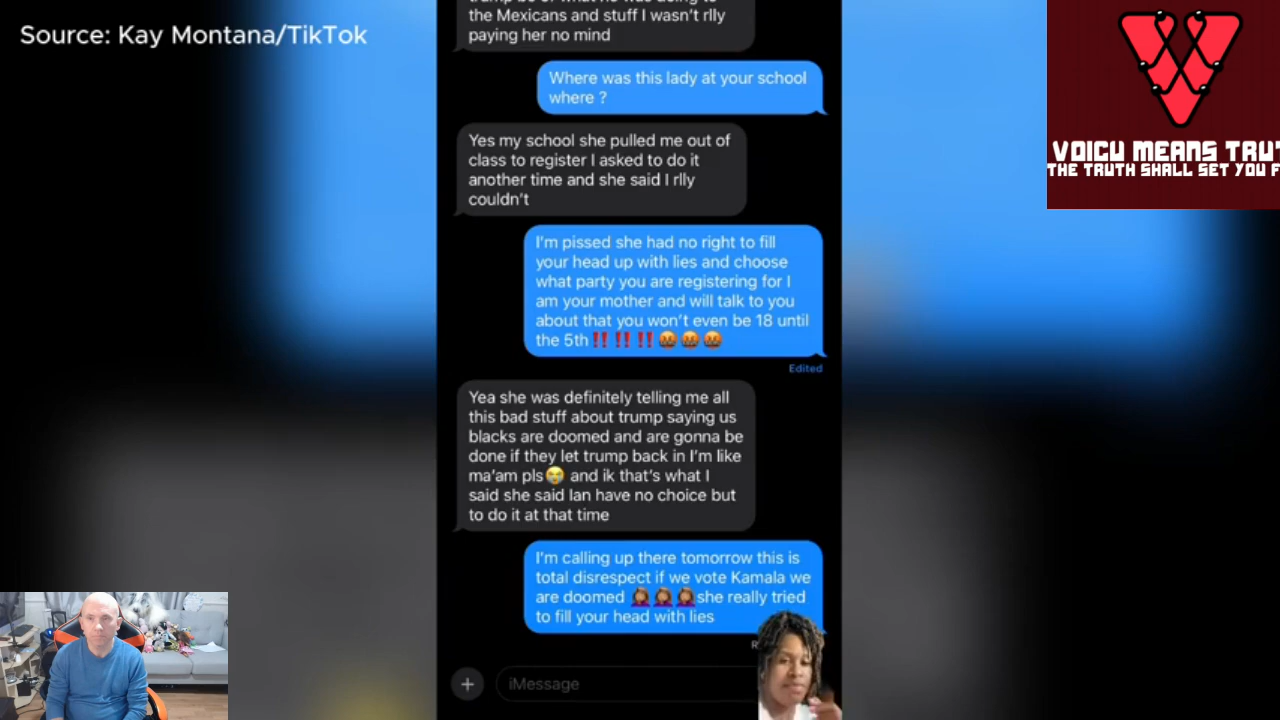 Source: Kay Montana/TikTok
the Mexicans and stuff I wasn't rlly
paying her no mind
Where was this lady at your school
where ?
Yes my school she pulled me out of
class to register I asked to do it
another time and she said I rlly
couldn't
I'm pissed she had no right to fill
your head up with lies and choose
what party you are registering for I
am your mother and will talk to you
about that you won't even be 18 until
the 5th‼️‼️‼️🤬🤬🤬
Edited
Yea she was definitely telling me all
this bad stuff about trump saying us
blacks are doomed and are gonna be
done if they let trump back in I'm like
ma'am pls😭 and ik that's what I
said she said Ian have no choice but
to do it at that time
I'm calling up there tomorrow this is
total disrespect if we vote Kamala we
are doomed 🤦🏽‍♀️🤦🏽‍♀️🤦🏽‍♀️she really tried
to fill your head with lies
iMessage
VOICU MEANS TRUT
THE TRUTH SHALL SET YOU F